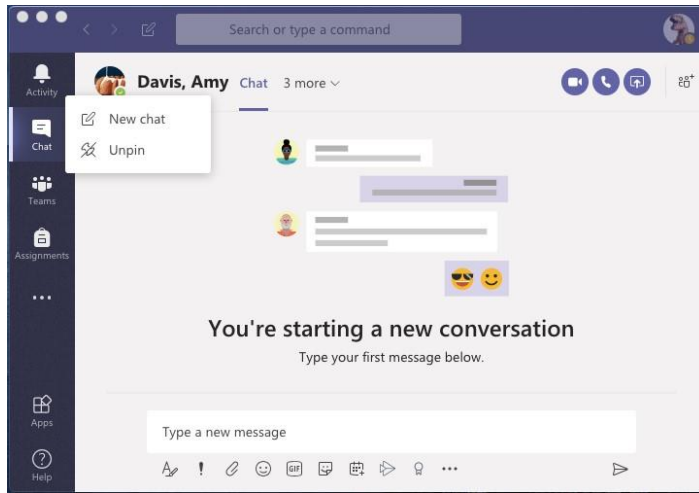 Search or type a command
Activity
Davis, Amy Chat 3 more
New chat
Chat
Unpin
Teams
Assignments
You're starting a new conversation
Type your first message below.
Apps
Type a new message
GIF
Help